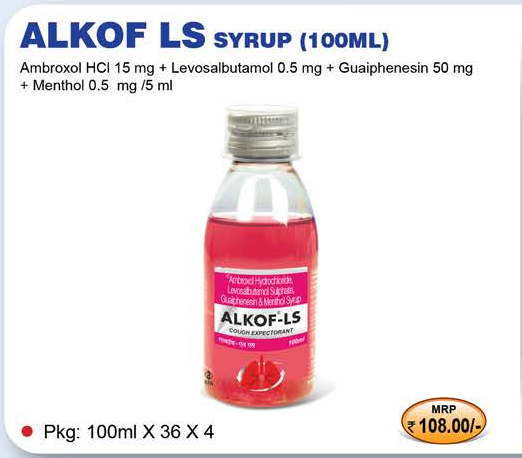 ALKOF LS SYRUP (100ML)
Ambroxol HCl 15 mg + Levosalbutamol 0.5 mg + Guaiphenesin 50 mg
+ Menthol 0.5 mg /5 ml
Ambroxol Hydrochloride,
Levosalbutamol Sulphate,
Guaiphenesin & Menthol Syrup
ALKOF®-LS
COUGH EXPECTORANT
100ml
Pkg: 100ml X 36 X 4
MRP
₹ 108.00/-